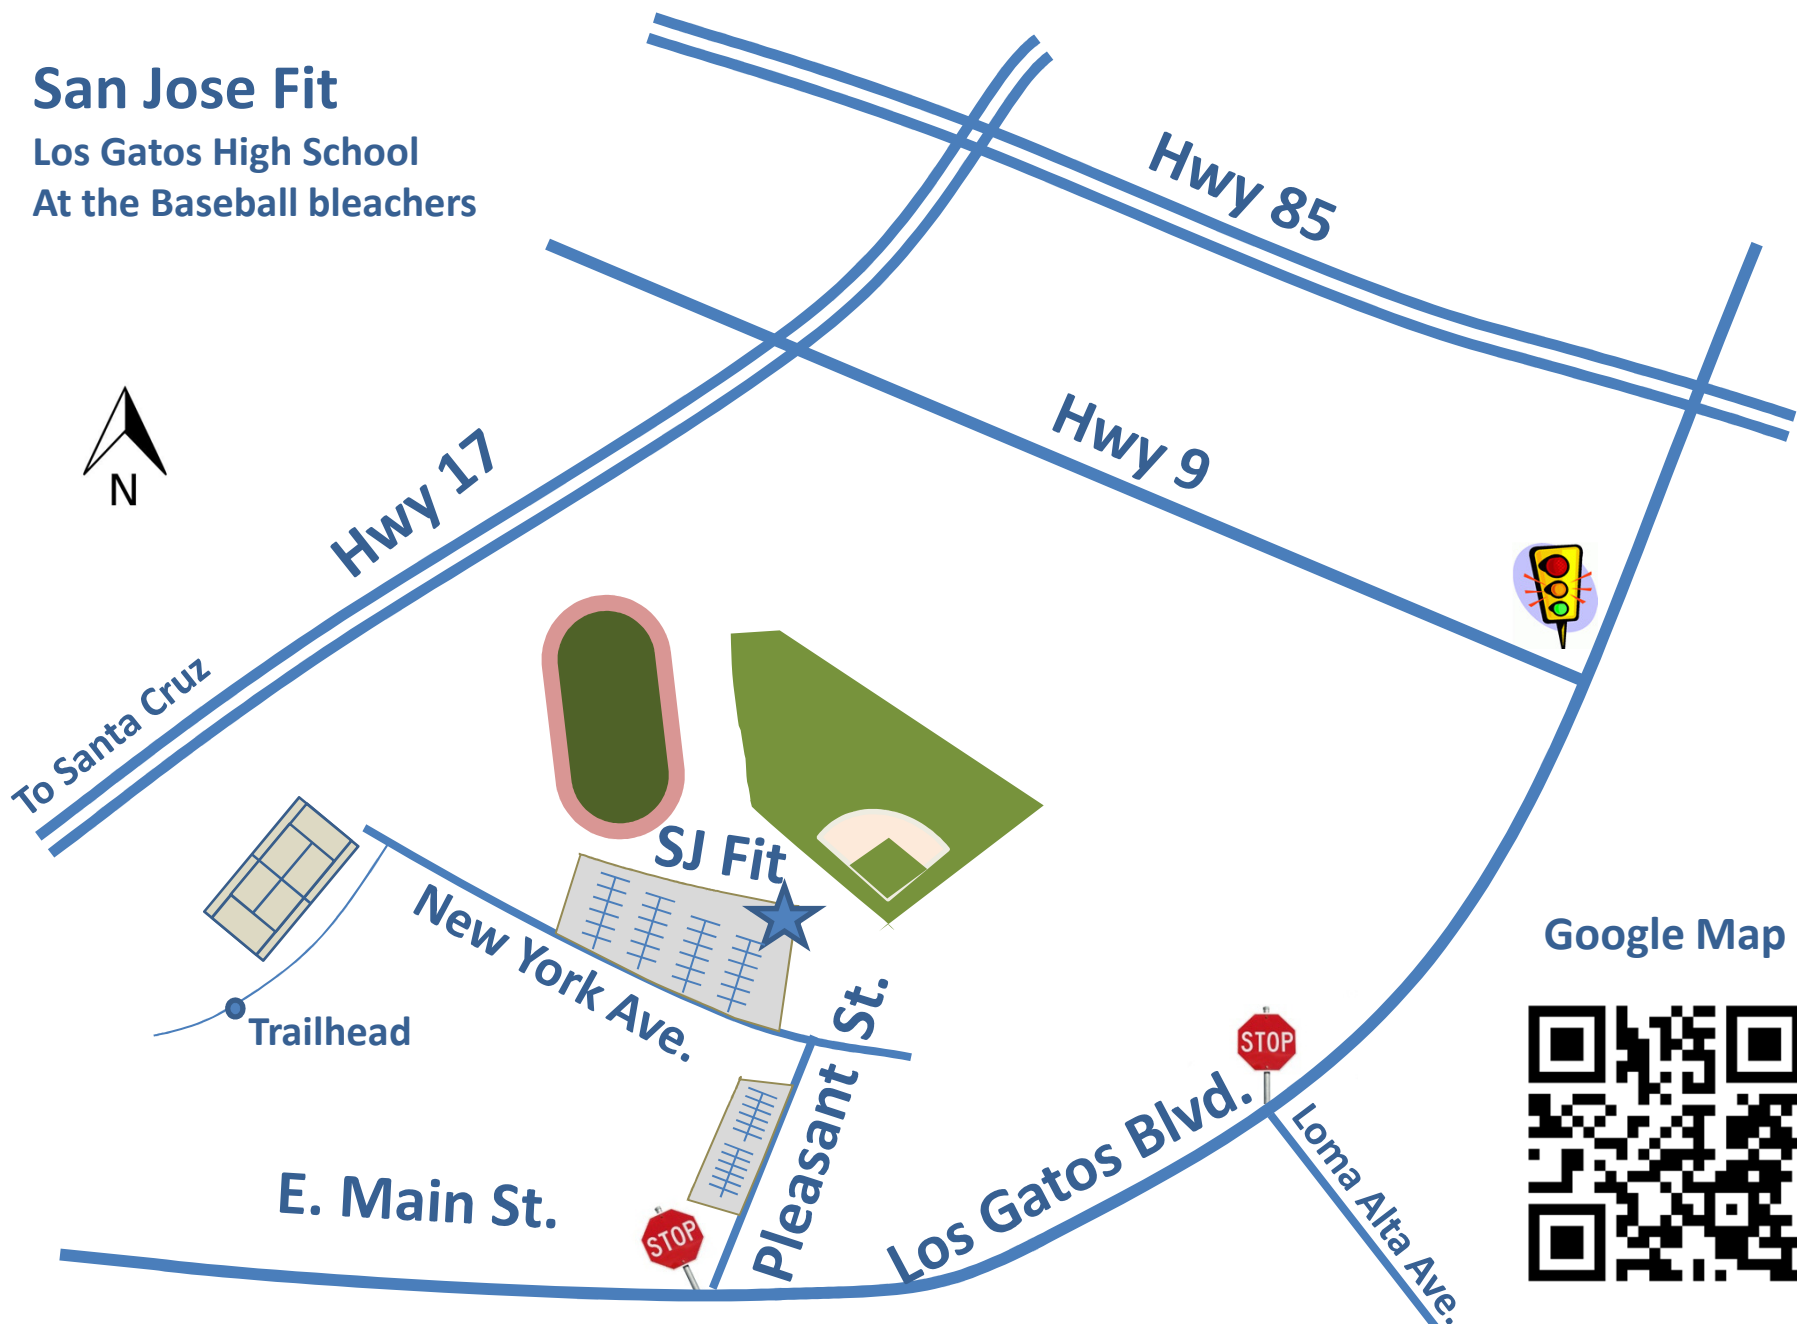 San Jose Fit
Los Gatos High School
At the Baseball bleachers
Hwy 85
Hwy 9
Hwy 17
To Santa Cruz
N
SJ Fit
New York Ave.
Trailhead
Pleasant St.
E. Main St.
STOP
Los Gatos Blvd.
STOP
Loma Alta Ave.
Google Map